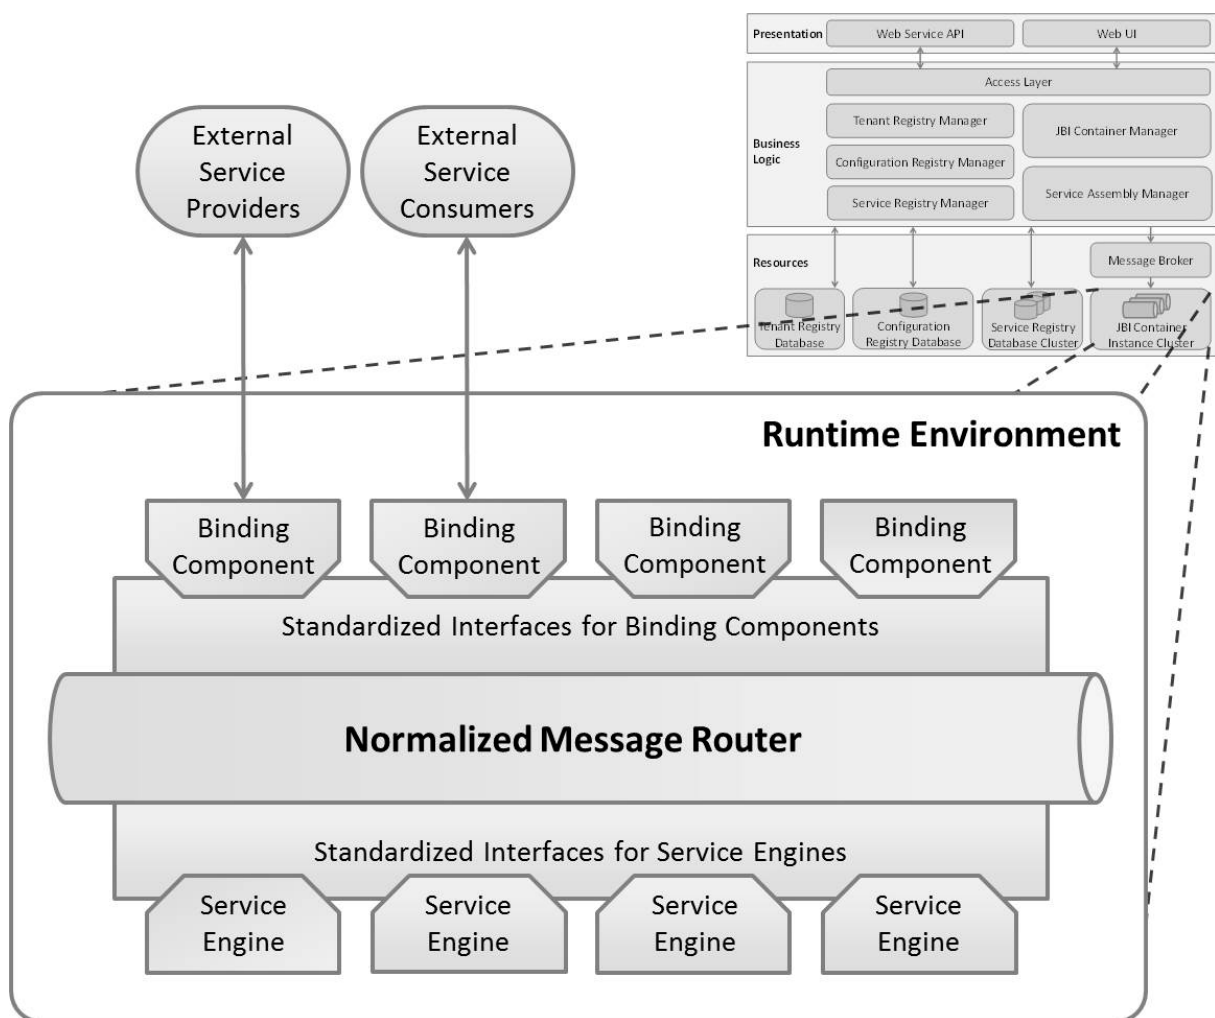 Presentation
Web Service API
Web UI
Access Layer
Business
Logic
Tenant Registry Manager
JBI Container Manager
Configuration Registry Manager
Service Registry Manager
Service Assembly Manager
Resources
Message Broker
Tenant Registry
Database
Configuration
Registry Database
Service Registry
Database Cluster
JBI Container
Instance Cluster
External
Service
Providers
External
Service
Consumers
Runtime Environment
Binding
Component
Binding
Component
Binding
Component
Binding
Component
Standardized Interfaces for Binding Components
Normalized Message Router
Standardized Interfaces for Service Engines
Service
Engine
Service
Engine
Service
Engine
Service
Engine